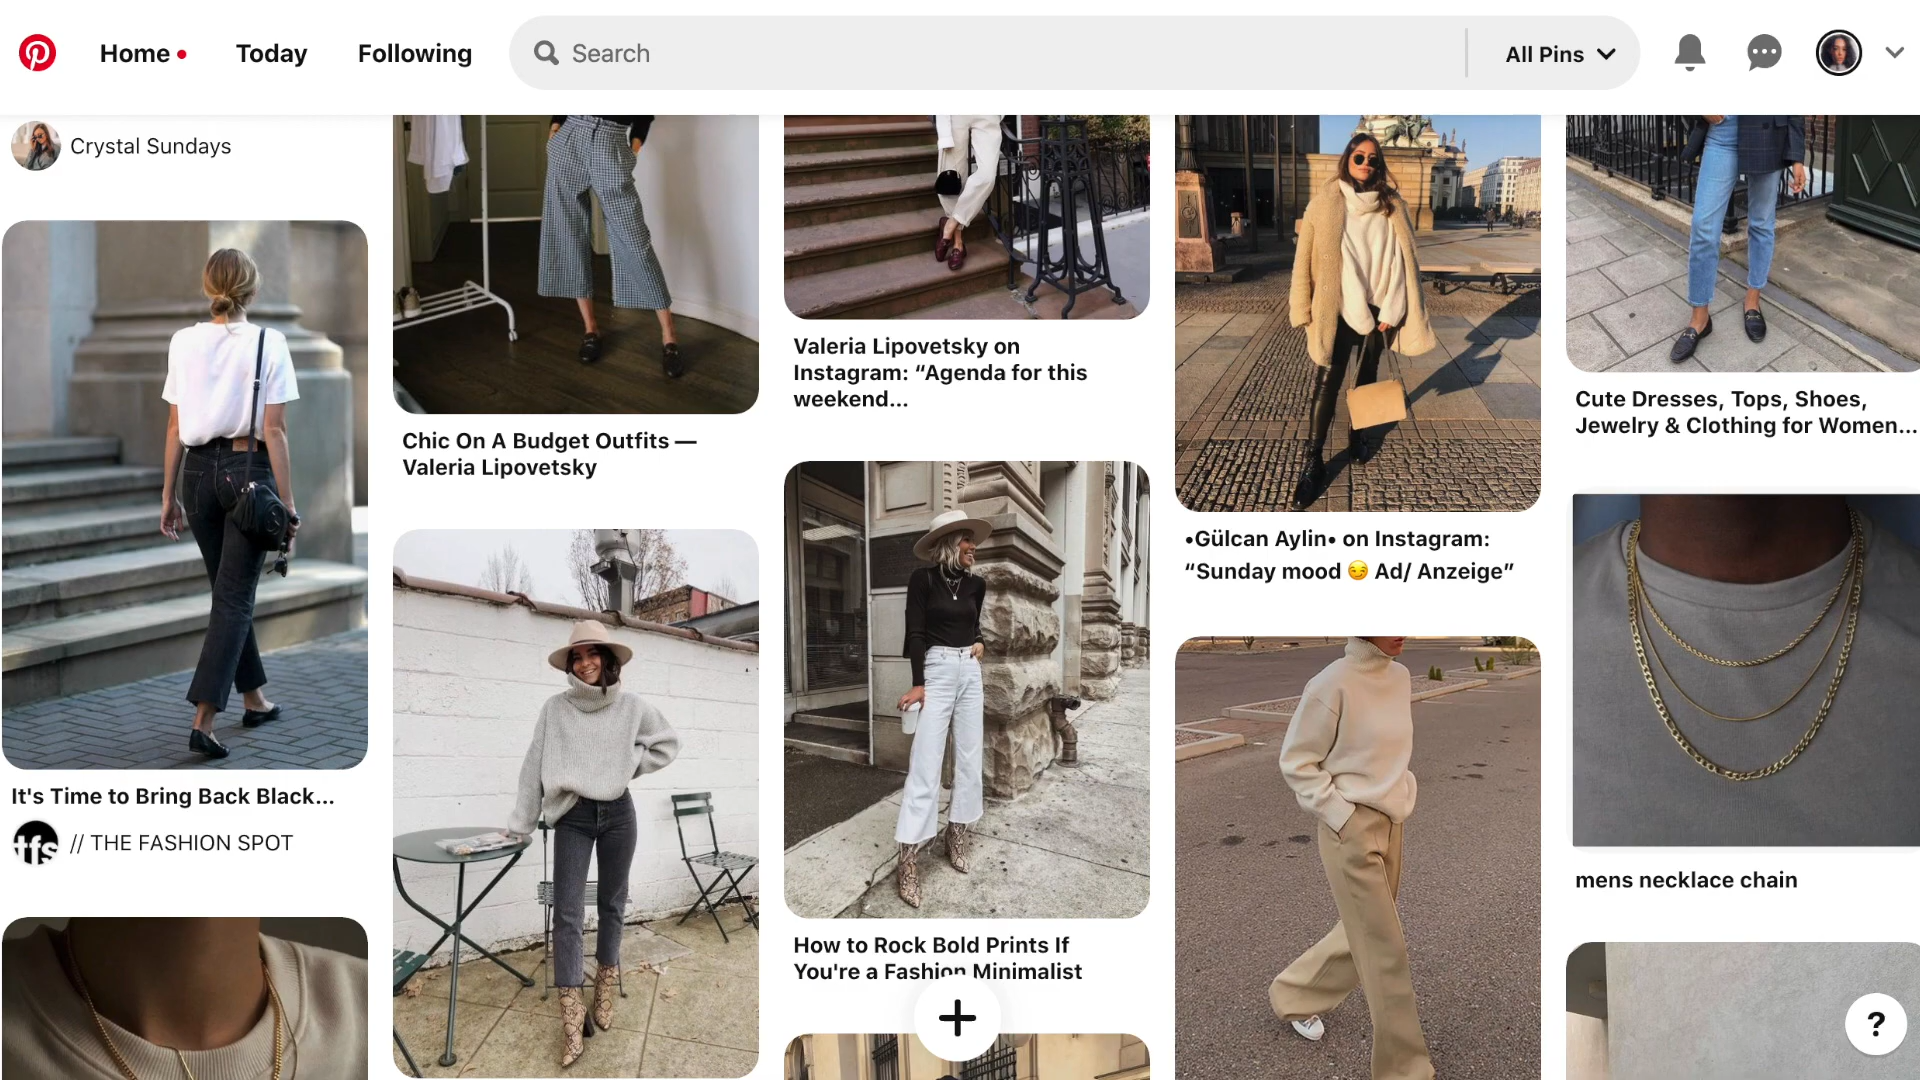 Home
Today
Following
Search
All Pins
Crystal Sundays
Chic On A Budget Outfits —
Valeria Lipovetsky
Valeria Lipovetsky on
Instagram: “Agenda for this
weekend...
•Gülcan Aylin• on Instagram:
“Sunday mood 😏 Ad/ Anzeige”
Cute Dresses, Tops, Shoes,
Jewelry & Clothing for Women...
It's Time to Bring Back Black...
tfs
// THE FASHION SPOT
How to Rock Bold Prints If
You're a Fashion Minimalist
mens necklace chain
?